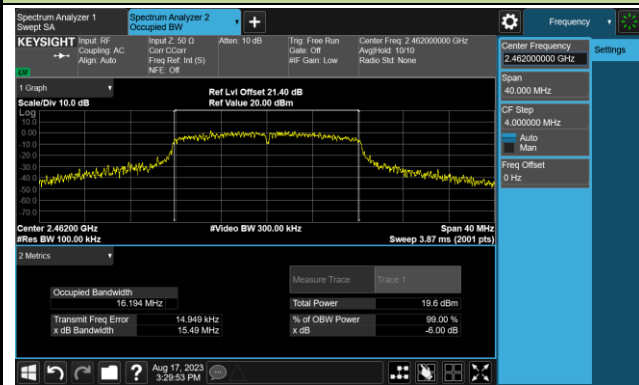 Spectrum Analyzer 1
Swept SA
Spectrum Analyzer 2
Occupied BW
Frequency
KEYSIGHT
Input: RF
Coupling: AC
Align: Auto
Input Z: 50 Ω
Corr CCorr
Freq Ref: Int (S)
NFE: Off
Atten: 10 dB
Trig: Free Run
Gate: Off
#IF Gain: Low
Center Freq: 2.462000000 GHz
Avg|Hold: 10/10
Radio Std: None
Center Frequency
2.462000000 GHz
Settings
Span
40.000 MHz
CF Step
4.000000 MHz
Auto
Man
Freq Offset
0 Hz
1 Graph
Scale/Div 10.0 dB
Ref Lvl Offset 21.40 dB
Ref Value 20.00 dBm
Log
10.0
0.00
-10.0
-20.0
-30.0
-40.0
-50.0
-60.0
-70.0
Center 2.46200 GHz
#Res BW 100.00 kHz
#Video BW 300.00 kHz
Span 40 MHz
Sweep 3.87 ms (2001 pts)
2 Metrics
Measure Trace
Trace 1
Occupied Bandwidth
16.194 MHz
Total Power
19.6 dBm
Transmit Freq Error
14.949 kHz
% of OBW Power
99.00 %
x dB Bandwidth
15.49 MHz
x dB
-6.00 dB
?
Aug 17, 2023
3:29:53 PM